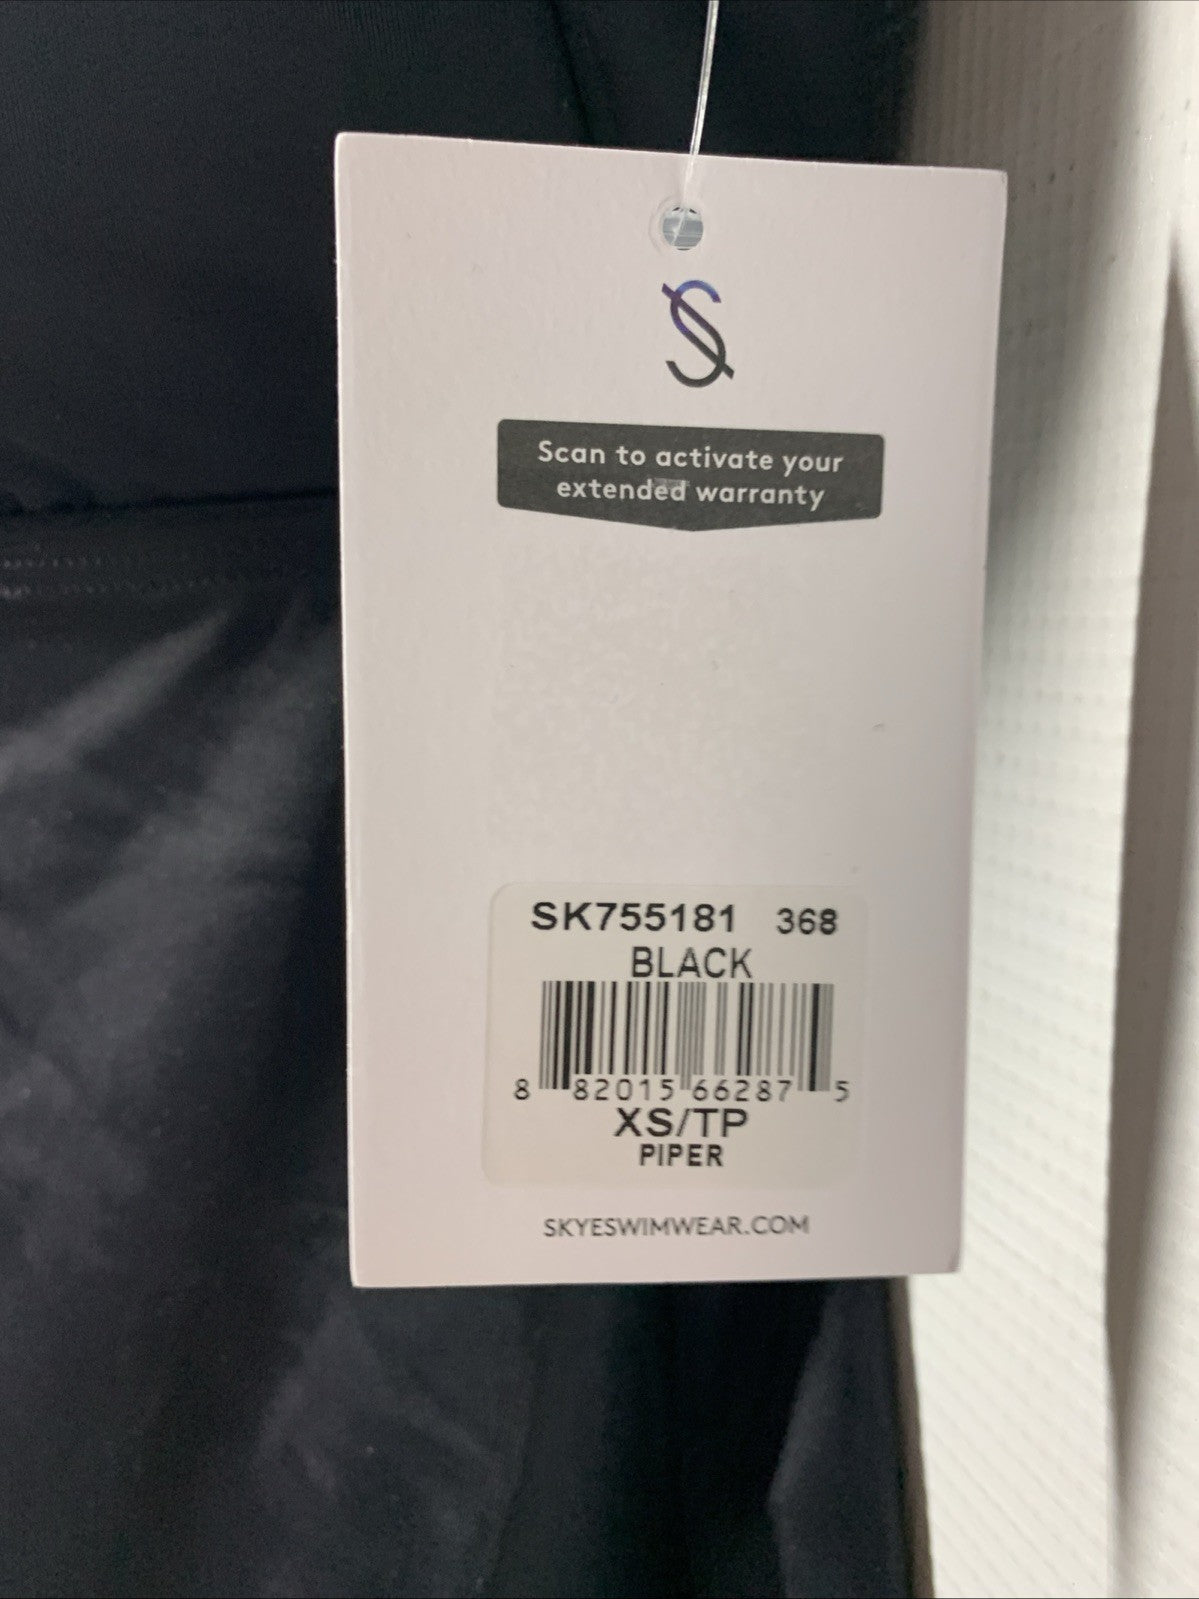 S
Scan to activate your
extended warranty
SK755181 368
BLACK
8 82015 66287 5
XS/TP
PIPER
SKYESWIMWEAR.COM